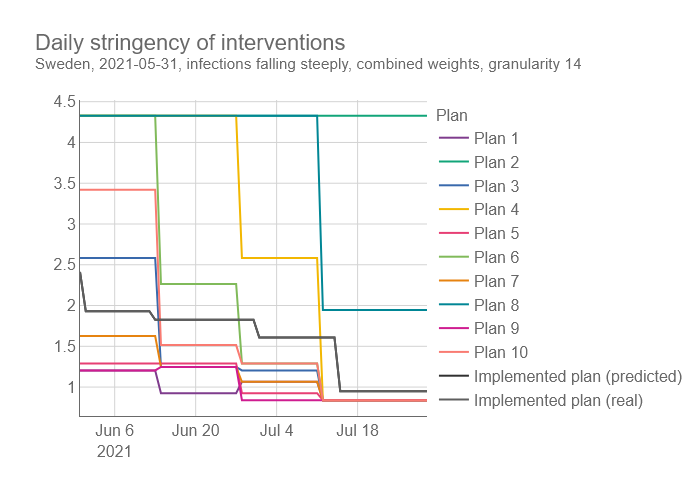 Daily stringency of interventions
Sweden, 2021-05-31, infections falling steeply, combined weights, granularity 14
4.5
4
3.5
3
2.5
2
1.5
1
Jun 6
2021
Jun 20
Jul 4
Jul 18
Plan
Plan 1
Plan 2
Plan 3
Plan 4
Plan 5
Plan 6
Plan 7
Plan 8
Plan 9
Plan 10
Implemented plan (predicted)
Implemented plan (real)